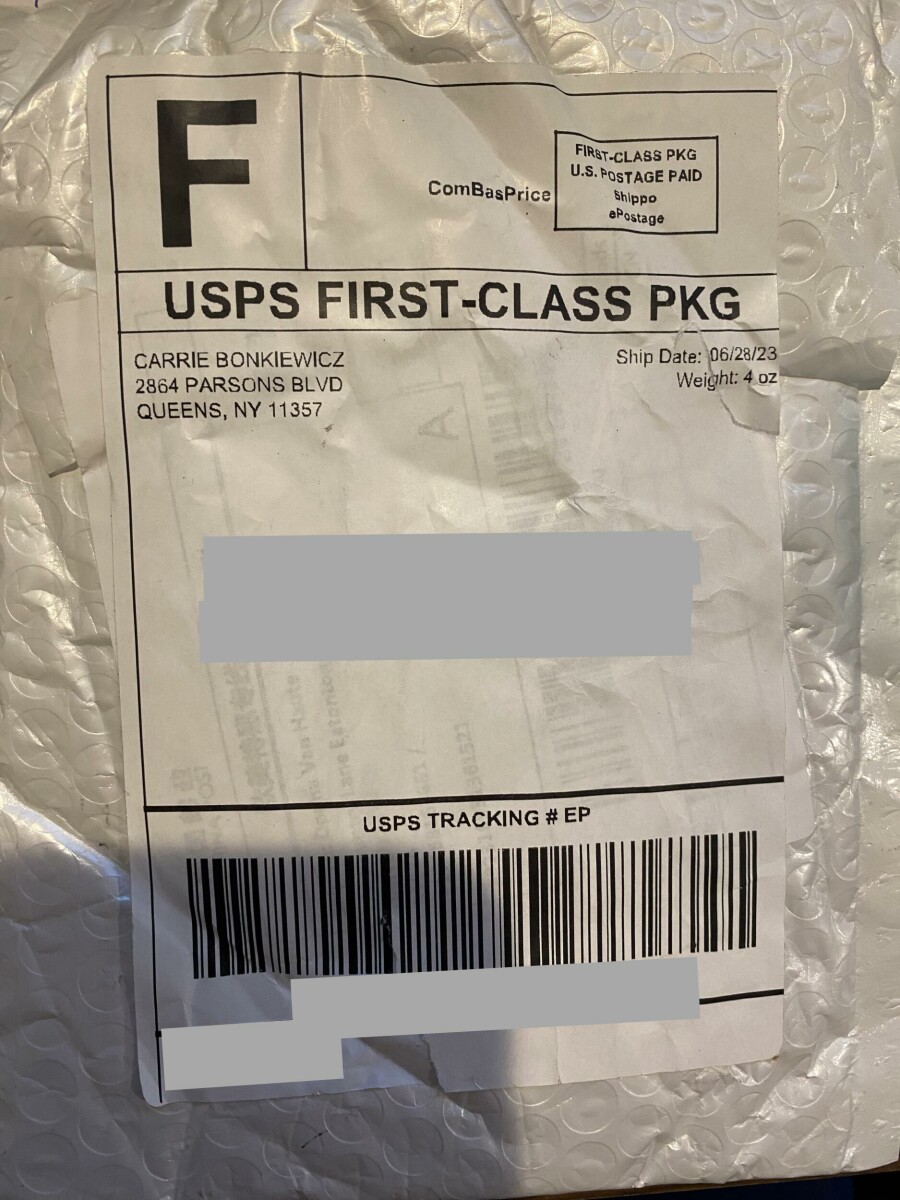 F
ComBasPrice
FIRST-CLASS PKG
U.S. POSTAGE PAID
Shippo
ePostage
USPS FIRST-CLASS PKG
CARRIE BONKIEWICZ
2864 PARSONS BLVD
QUEENS, NY 11357
Ship Date: 06/28/23
Weight: 4 oz
A
USPS TRACKING # EP